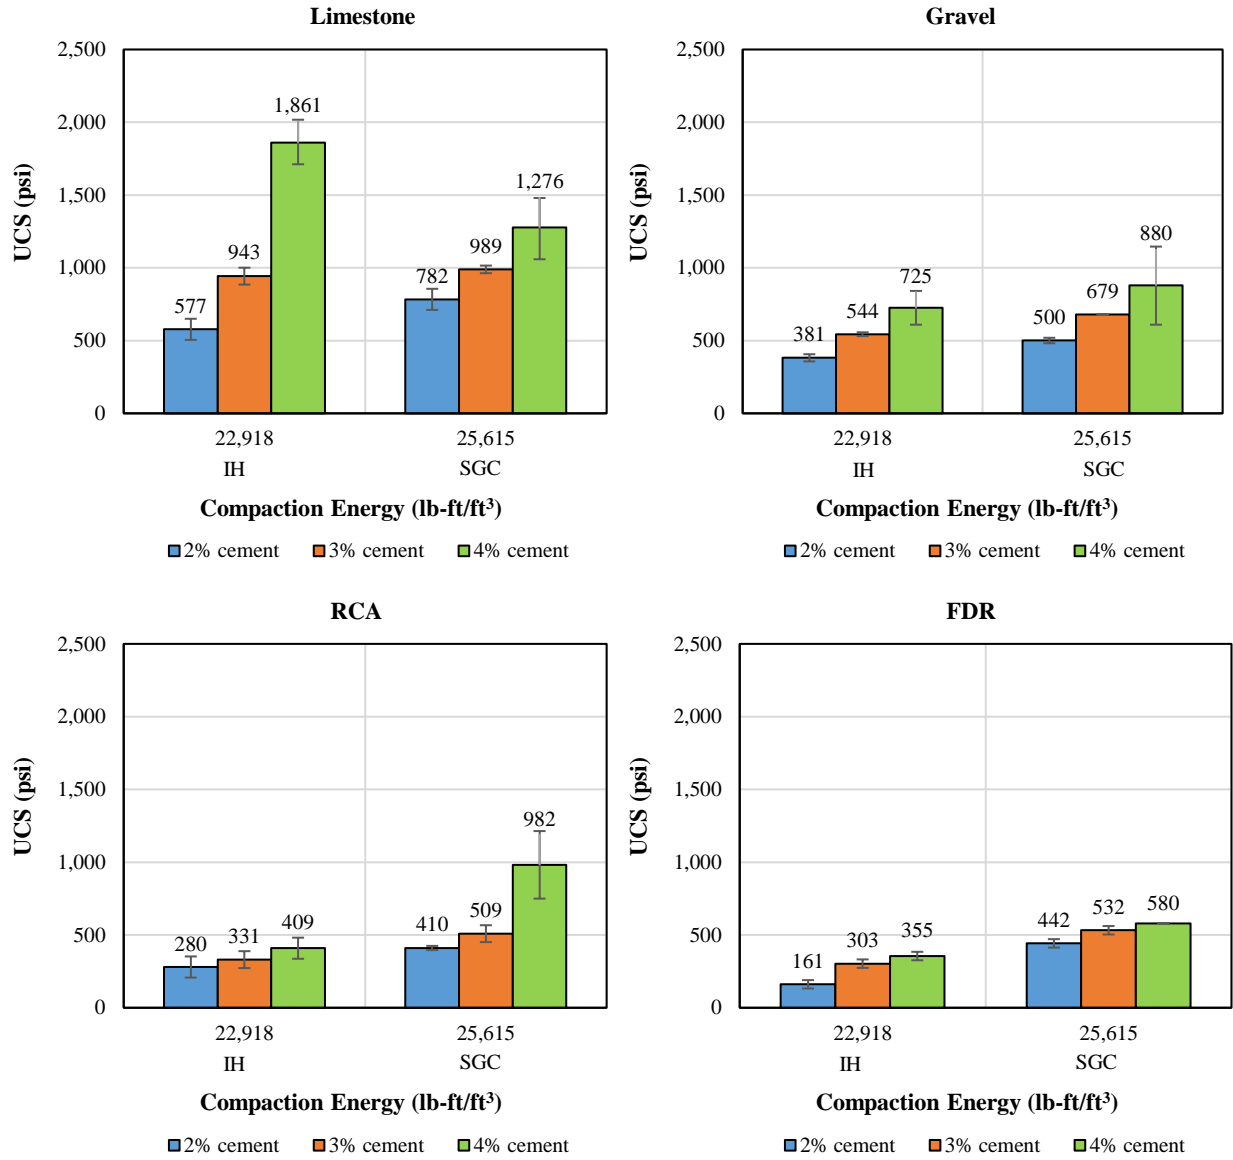 Limestone
2,500
2,000
1,500
1,000
500
0
UCS (psi)
577
943
1,861
782
989
1,276
22,918
IH
25,615
SGC
Compaction Energy (lb-ft/ft³)
2% cement 3% cement 4% cement
Gravel
2,500
2,000
1,500
1,000
500
0
UCS (psi)
381
544
725
500
679
880
22,918
IH
25,615
SGC
Compaction Energy (lb-ft/ft³)
2% cement 3% cement 4% cement
RCA
2,500
2,000
1,500
1,000
500
0
UCS (psi)
280
331
409
410
509
982
22,918
IH
25,615
SGC
Compaction Energy (lb-ft/ft³)
2% cement 3% cement 4% cement
FDR
2,500
2,000
1,500
1,000
500
0
UCS (psi)
161
303
355
442
532
580
22,918
IH
25,615
SGC
Compaction Energy (lb-ft/ft³)
2% cement 3% cement 4% cement